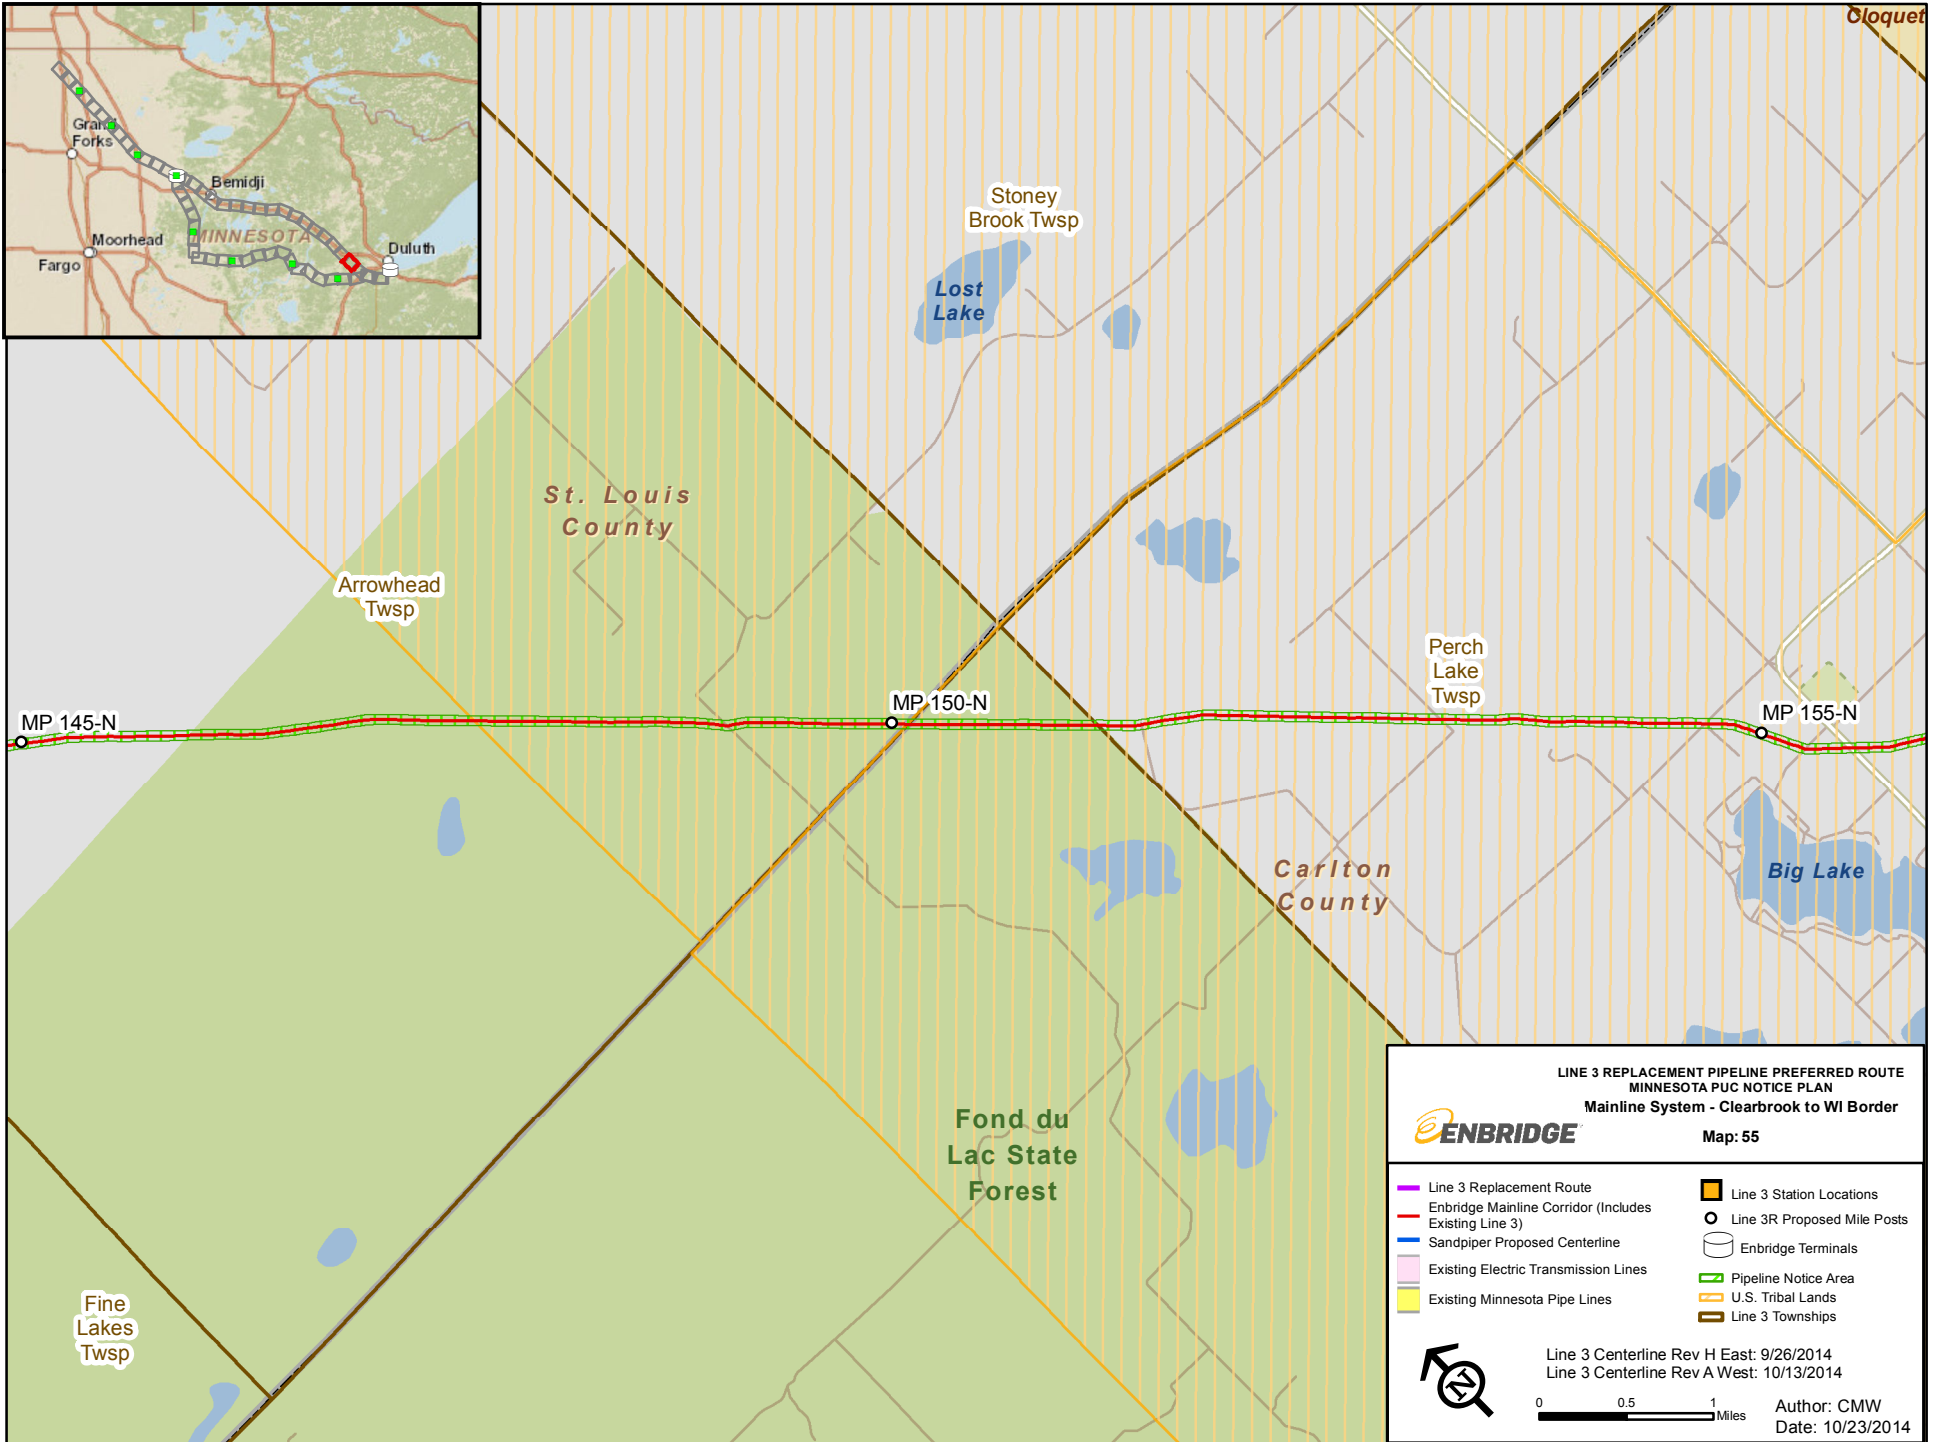 Grand
Forks
Bemidji
MINNESOTA
Moorhead
Fargo
Duluth
Cloquet
Stoney
Brook Twsp
Lost
Lake
St. Louis
County
Arrowhead
Twsp
Perch
Lake
Twsp
MP 145-N
MP 150-N
MP 155-N
Big Lake
Carlton
County
Fond du
Lac State
Forest
Fine
Lakes
Twsp
LINE 3 REPLACEMENT PIPELINE PREFERRED ROUTE
MINNESOTA PUC NOTICE PLAN
Mainline System - Clearbrook to WI Border
ENBRIDGE
Map: 55
Line 3 Replacement Route
Enbridge Mainline Corridor (Includes
Existing Line 3)
Sandpiper Proposed Centerline
Existing Electric Transmission Lines
Existing Minnesota Pipe Lines
Line 3 Station Locations
Line 3R Proposed Mile Posts
Enbridge Terminals
Pipeline Notice Area
U.S. Tribal Lands
Line 3 Townships
N
Line 3 Centerline Rev H East: 9/26/2014
Line 3 Centerline Rev A West: 10/13/2014
0 0.5 1
Miles
Author: CMW
Date: 10/23/2014